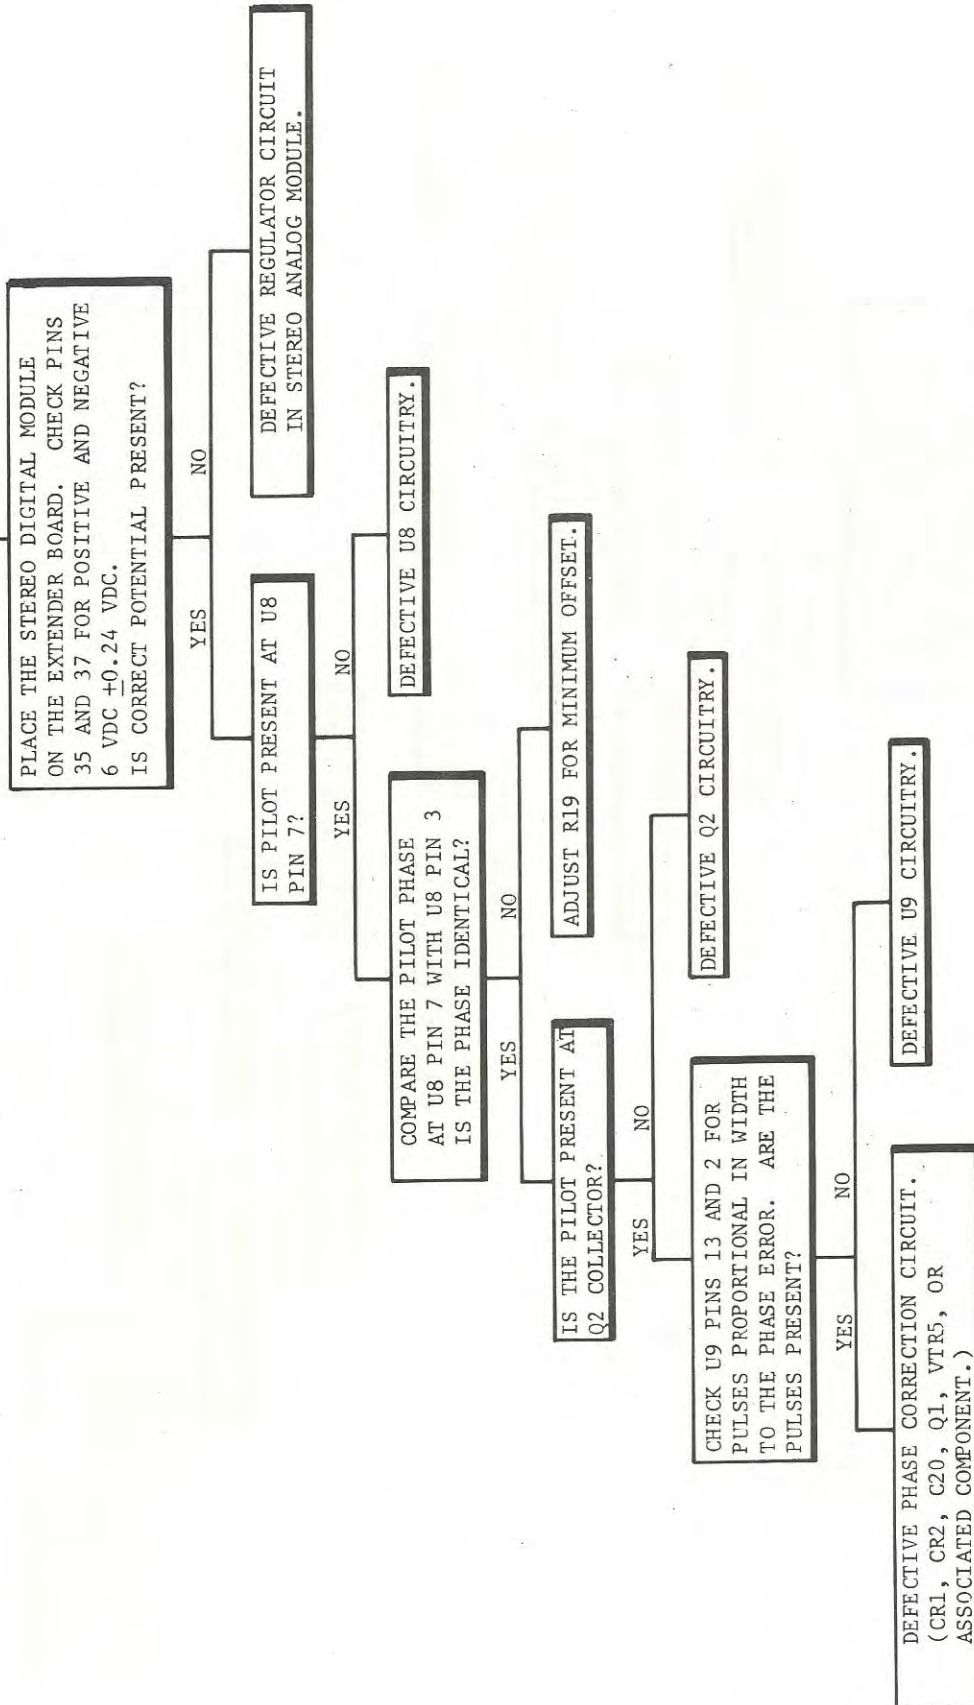 PLACE THE STEREO DIGITAL MODULE
ON THE EXTENDER BOARD. CHECK PINS
35 AND 37 FOR POSITIVE AND NEGATIVE
6 VDC ±0.24 VDC.
IS CORRECT POTENTIAL PRESENT?
YES
NO
IS PILOT PRESENT AT U8
PIN 7?
DEFECTIVE REGULATOR CIRCUIT
IN STEREO ANALOG MODULE.
YES
NO
COMPARE THE PILOT PHASE
AT U8 PIN 7 WITH U8 PIN 3
IS THE PHASE IDENTICAL?
DEFECTIVE U8 CIRCUITRY.
YES
NO
IS THE PILOT PRESENT AT
Q2 COLLECTOR?
ADJUST R19 FOR MINIMUM OFFSET.
YES
NO
CHECK U9 PINS 13 AND 2 FOR
PULSES PROPORTIONAL IN WIDTH
TO THE PHASE ERROR. ARE THE
PULSES PRESENT?
DEFECTIVE Q2 CIRCUITRY.
YES
NO
DEFECTIVE PHASE CORRECTION CIRCUIT.
(CR1, CR2, C20, Q1, VTR5, OR
ASSOCIATED COMPONENT.)
DEFECTIVE U9 CIRCUITRY.